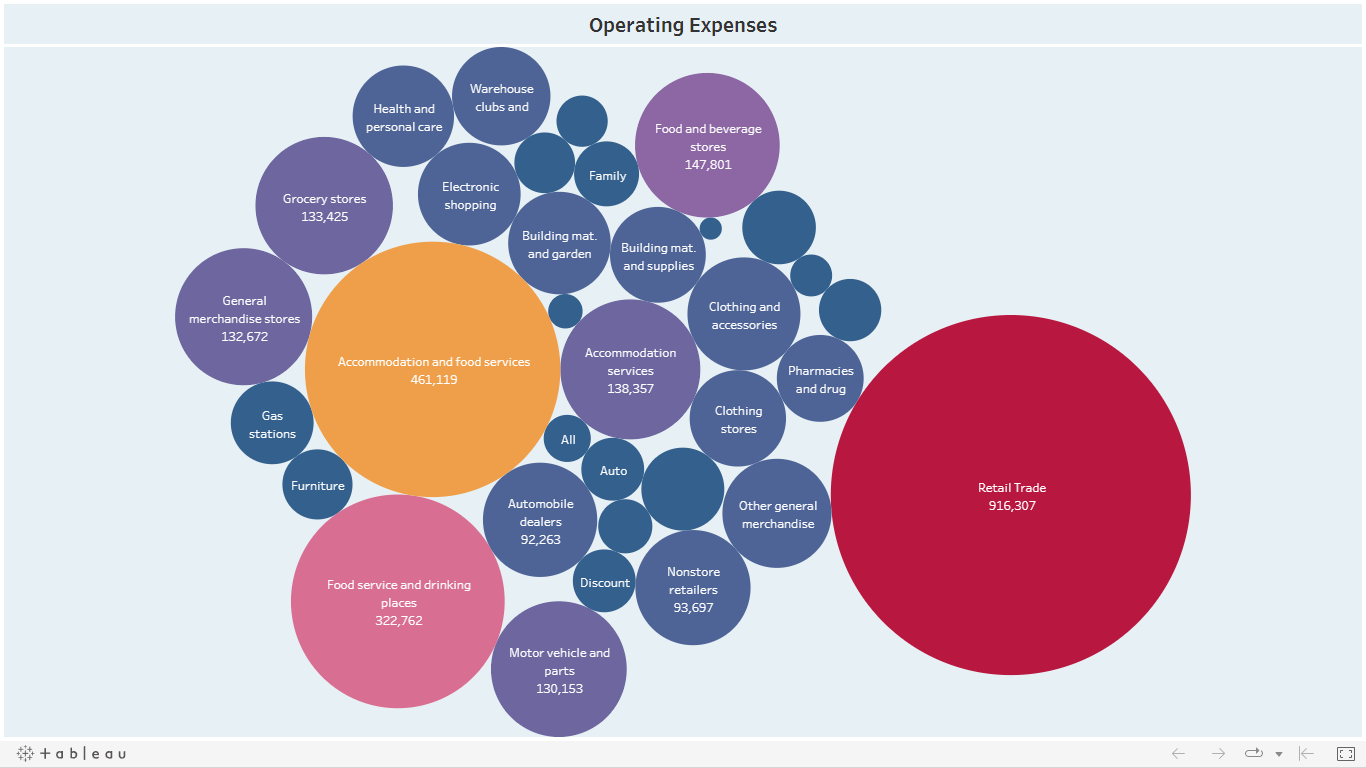 Operating Expenses
Warehouse
clubs and
Health and
personal care
Food and beverage
stores
147,801
Family
Electronic
shopping
Grocery stores
133,425
Building mat.
and garden
Building mat.
and supplies
General
merchandise stores
132,672
Clothing and
accessories
Accommodation and food services
461,119
Accommodation
services
138,357
Pharmacies
and drug
Gas
stations
Clothing
stores
All
Auto
Furniture
Retail Trade
916,307
Automobile
dealers
92,263
Other general
merchandise
Discount
Nonstore
retailers
93,697
Food service and drinking
places
322,762
Motor vehicle and
parts
130,153
+ a b l e a u